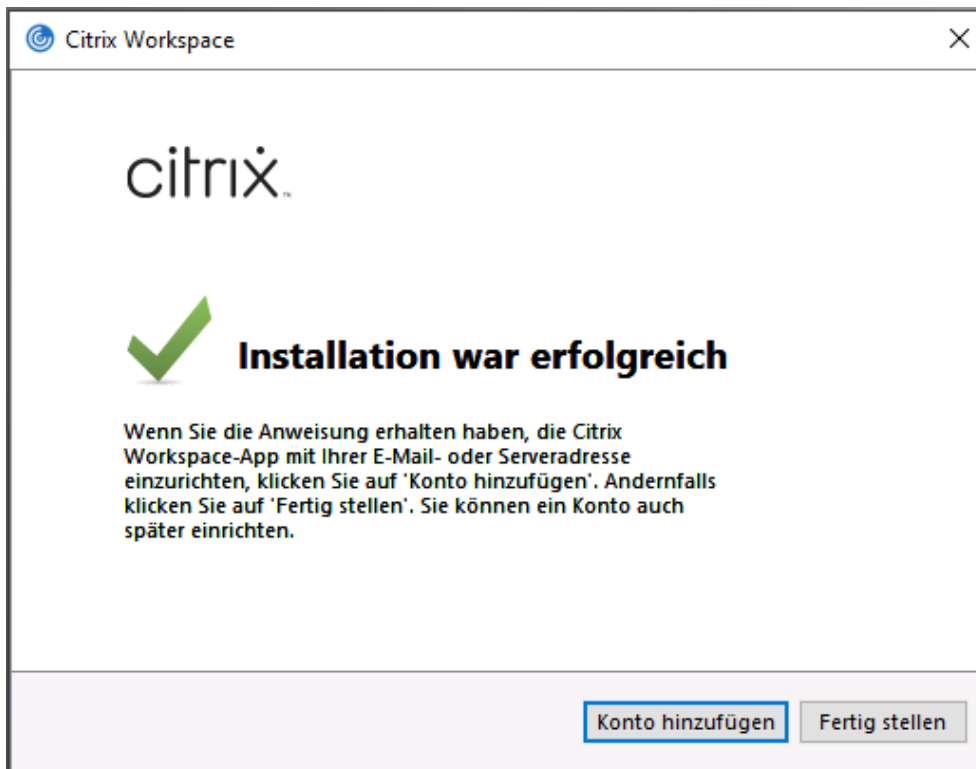 Citrix Workspace
citrix™
Installation war erfolgreich
Wenn Sie die Anweisung erhalten haben, die Citrix
Workspace-App mit Ihrer E-Mail- oder Serveradresse
einzurichten, klicken Sie auf 'Konto hinzufügen'. Andernfalls
klicken Sie auf 'Fertig stellen'. Sie können ein Konto auch
später einrichten.
Konto hinzufügen Fertig stellen